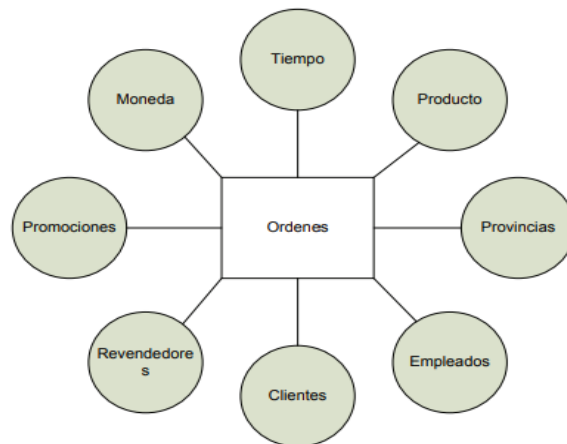 Tiempo
Moneda
Producto
Promociones
Ordenes
Provincias
Revendedore
s
Empleados
Clientes